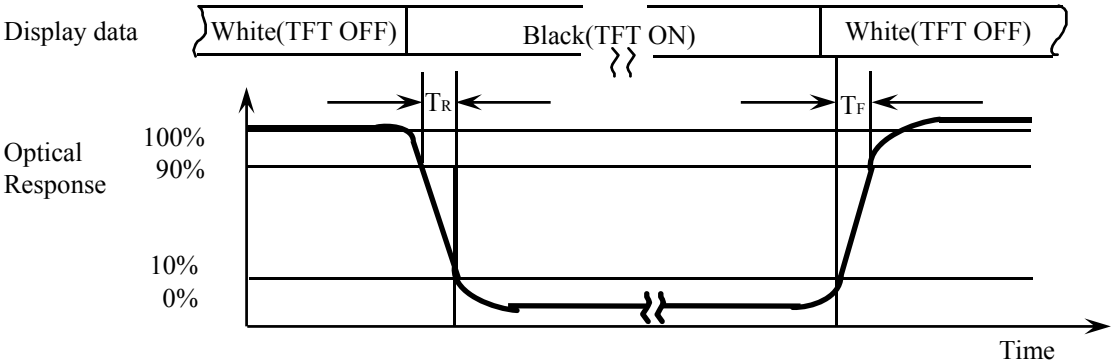 Display data
White(TFT OFF)
Black(TFT ON)
White(TFT OFF)
TR
TF
Optical
Response
100%
90%
10%
0%
Time